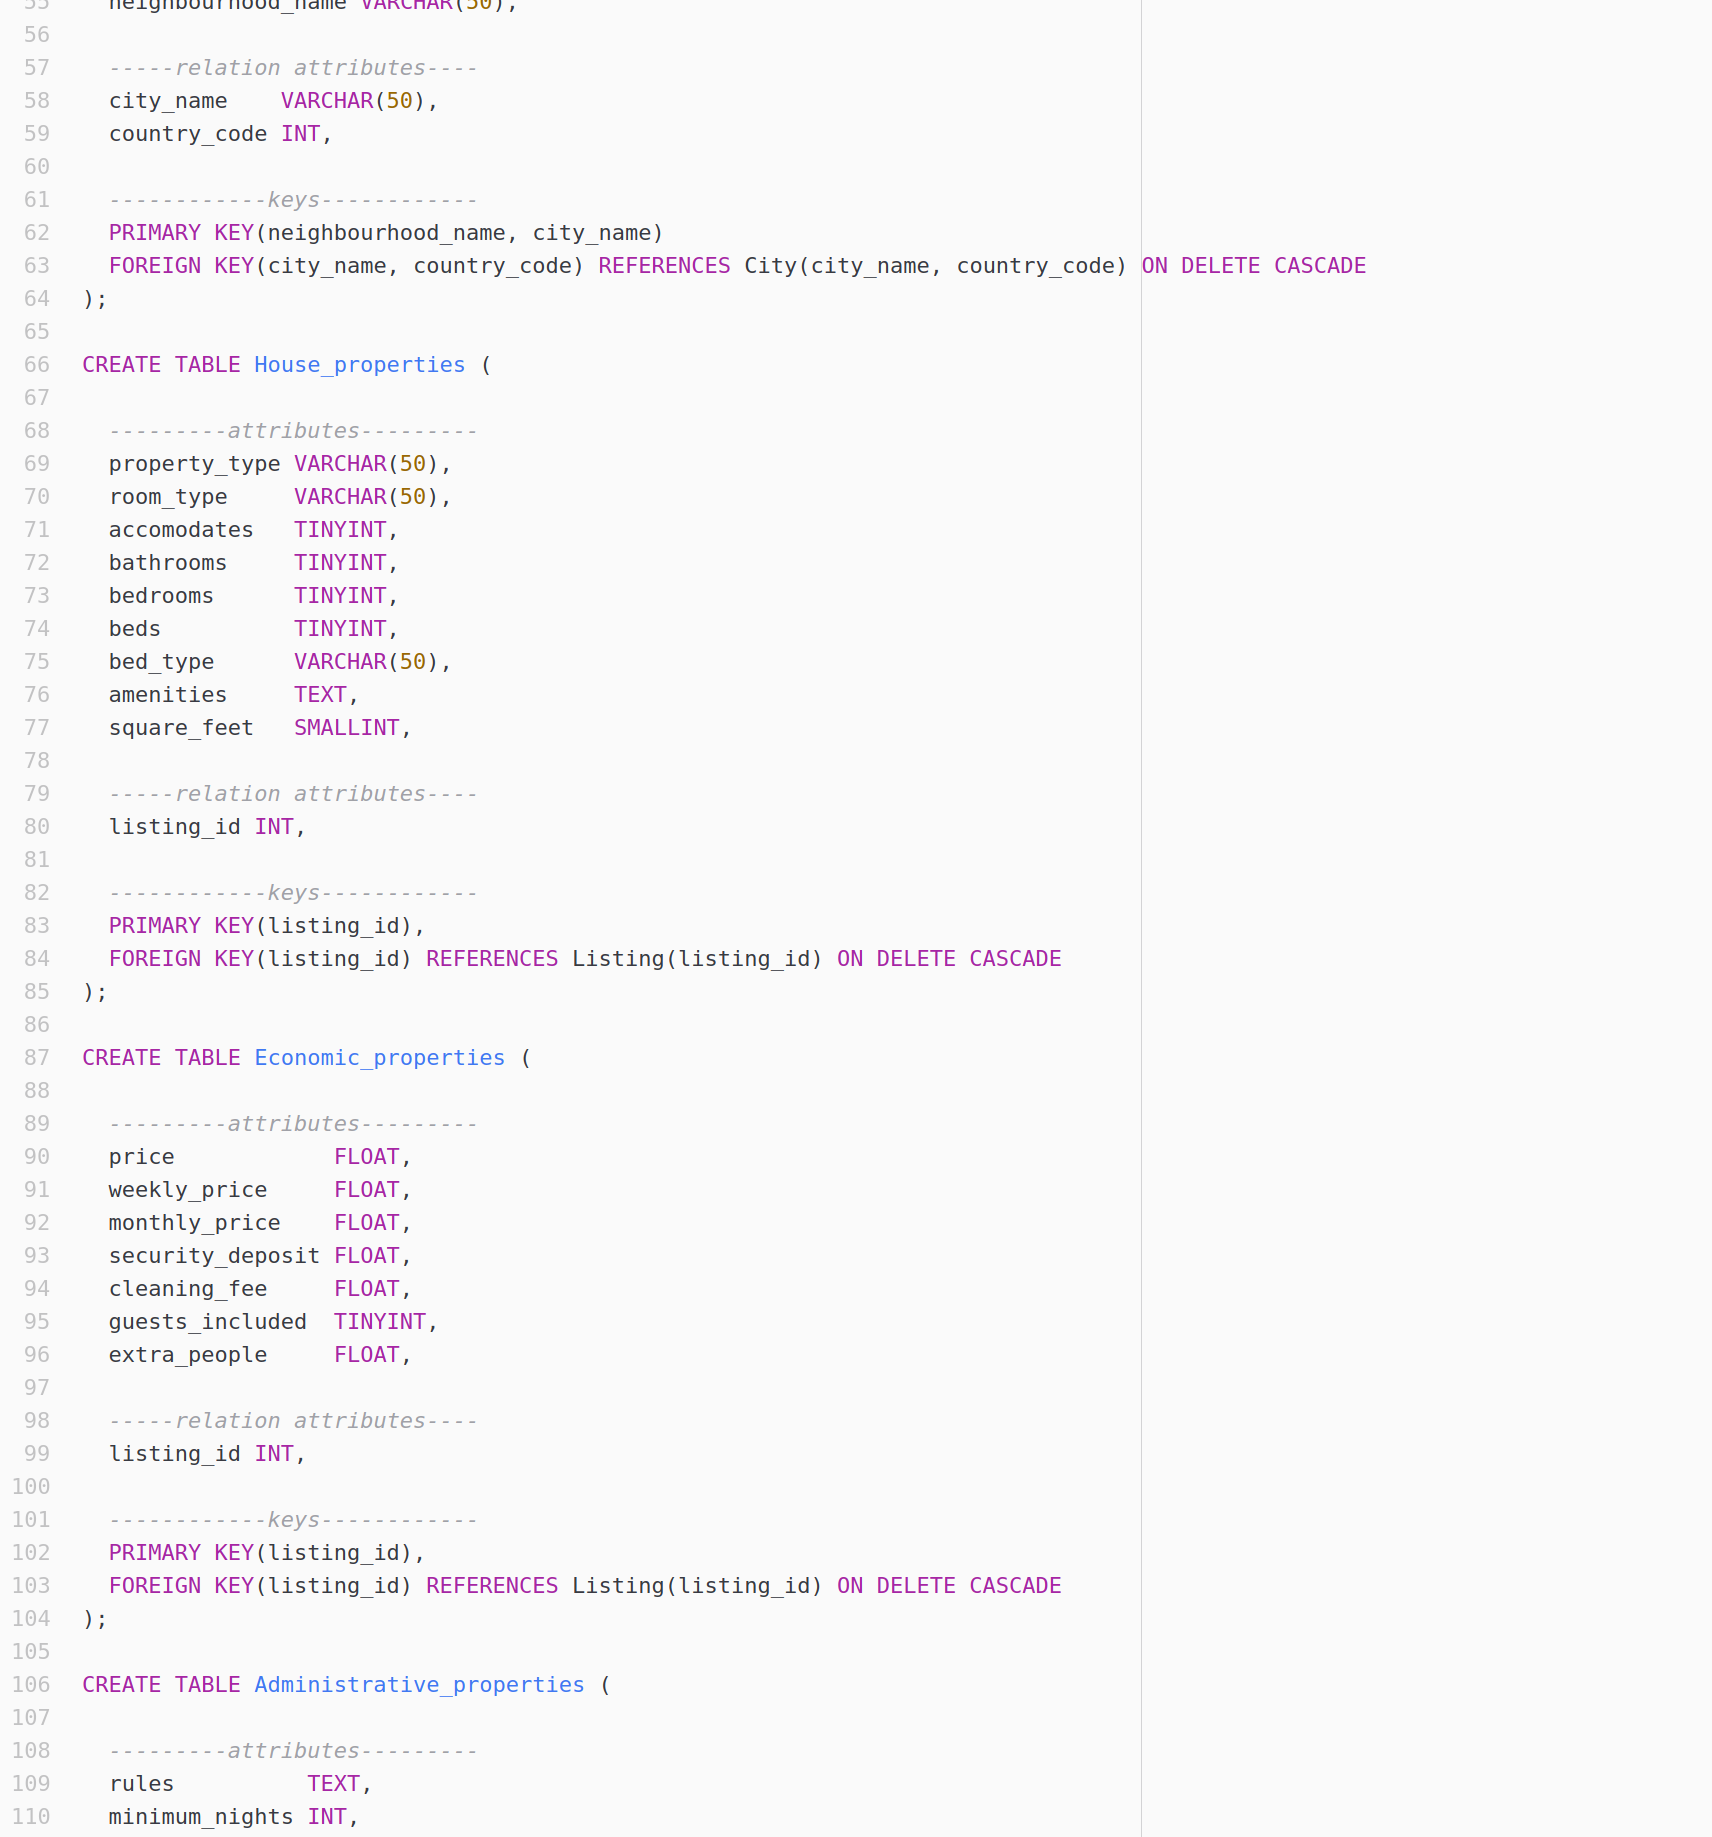 55   neighbourhood_name VARCHAR(50),
56
57   -----relation attributes----
58   city_name    VARCHAR(50),
59   country_code INT,
60
61   ------------keys------------
62   PRIMARY KEY(neighbourhood_name, city_name)
63   FOREIGN KEY(city_name, country_code) REFERENCES City(city_name, country_code) ON DELETE CASCADE
64 );
65
66 CREATE TABLE House_properties (
67
68   ---------attributes---------
69   property_type VARCHAR(50),
70   room_type     VARCHAR(50),
71   accomodates   TINYINT,
72   bathrooms     TINYINT,
73   bedrooms      TINYINT,
74   beds          TINYINT,
75   bed_type      VARCHAR(50),
76   amenities     TEXT,
77   square_feet   SMALLINT,
78
79   -----relation attributes----
80   listing_id INT,
81
82   ------------keys------------
83   PRIMARY KEY(listing_id),
84   FOREIGN KEY(listing_id) REFERENCES Listing(listing_id) ON DELETE CASCADE
85 );
86
87 CREATE TABLE Economic_properties (
88
89   ---------attributes---------
90   price            FLOAT,
91   weekly_price     FLOAT,
92   monthly_price    FLOAT,
93   security_deposit FLOAT,
94   cleaning_fee     FLOAT,
95   guests_included  TINYINT,
96   extra_people     FLOAT,
97
98   -----relation attributes----
99   listing_id INT,
100
101   ------------keys------------
102   PRIMARY KEY(listing_id),
103   FOREIGN KEY(listing_id) REFERENCES Listing(listing_id) ON DELETE CASCADE
104 );
105
106 CREATE TABLE Administrative_properties (
107
108   ---------attributes---------
109   rules          TEXT,
110   minimum_nights INT,